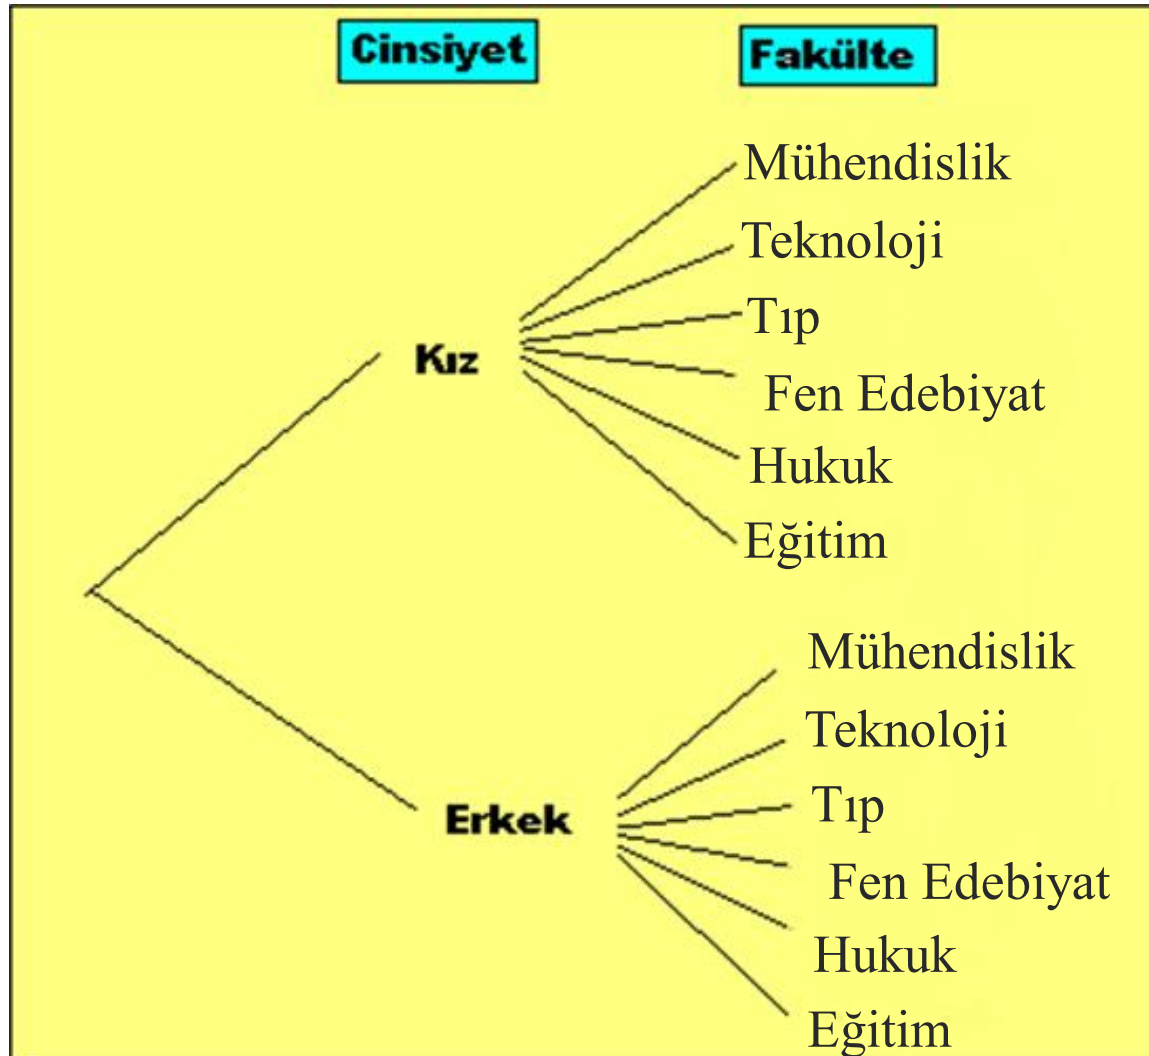 Cinsiyet
Fakülte
Mühendislik
Teknoloji
Tıp
Kız
Fen Edebiyat
Hukuk
Eğitim
Mühendislik
Teknoloji
Tıp
Erkek
Fen Edebiyat
Hukuk
Eğitim